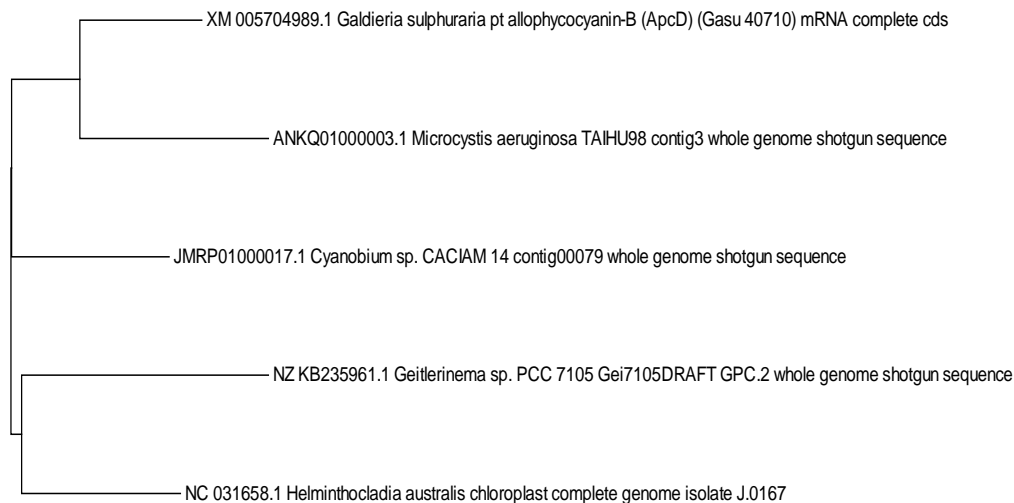 XM 005704989.1 Galdieria sulphuraria pt allophycocyanin-B (ApcD) (Gasu 40710) mRNA complete cds
ANKQ01000003.1 Microcystis aeruginosa TAIHU98 contig3 whole genome shotgun sequence
JMRP01000017.1 Cyanobium sp. CACIAM 14 contig00079 whole genome shotgun sequence
NZ KB235961.1 Geitlerinema sp. PCC 7105 Gei7105DRAFT GPC.2 whole genome shotgun sequence
NC 031658.1 Helminthocladia australis chloroplast complete genome isolate J.0167